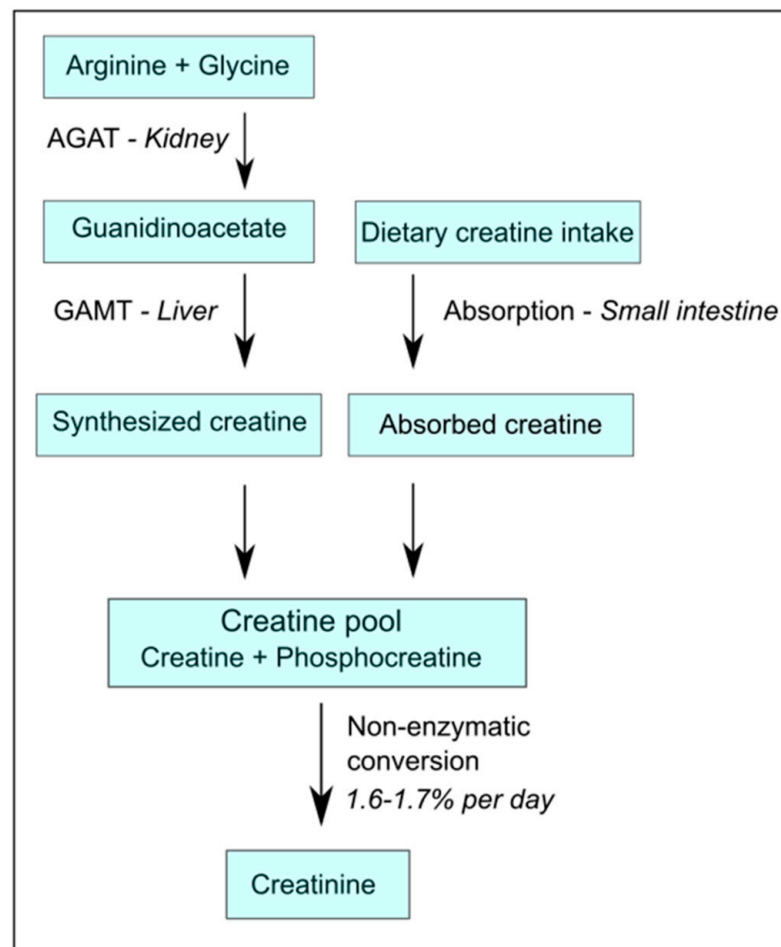 Arginine + Glycine
AGAT - Kidney
Guanidinoacetate
Dietary creatine intake
GAMT - Liver
Absorption - Small intestine
Synthesized creatine
Absorbed creatine
Creatine pool
Creatine + Phosphocreatine
Non-enzymatic
conversion
1.6-1.7% per day
Creatinine